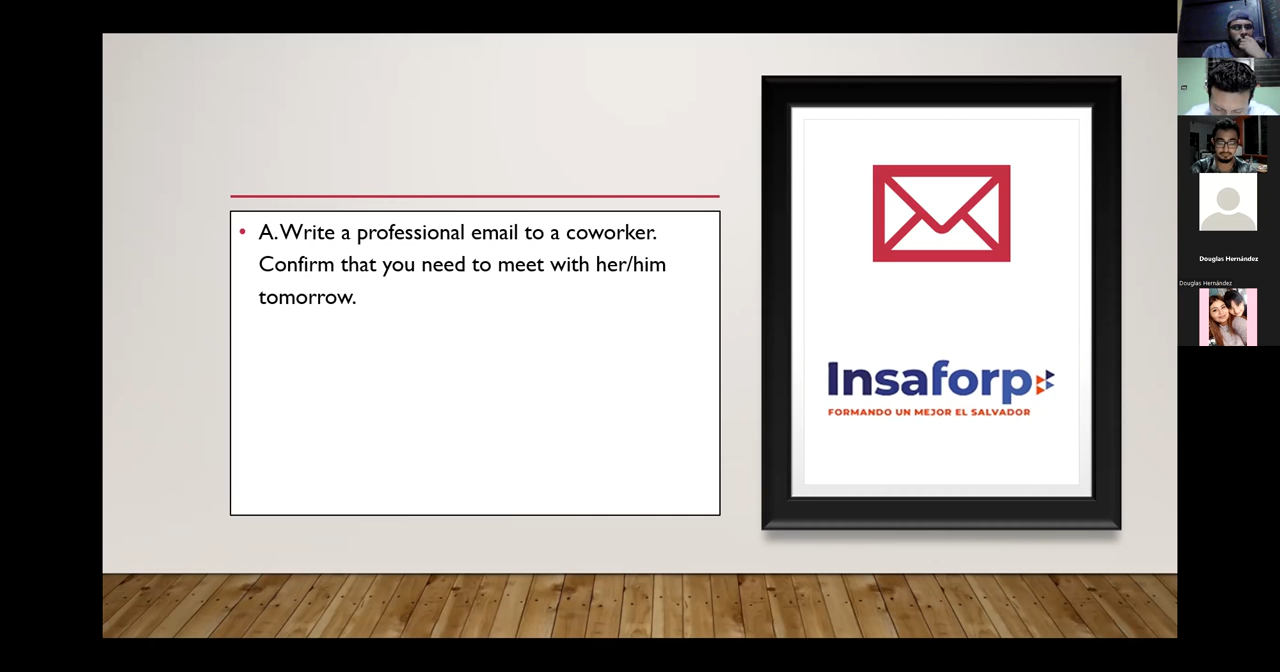 A. Write a professional email to a coworker.
Confirm that you need to meet with her/him
tomorrow.
Insaforp
FORMANDO UN MEJOR EL SALVADOR
Douglas Hernández
Douglas Hernández